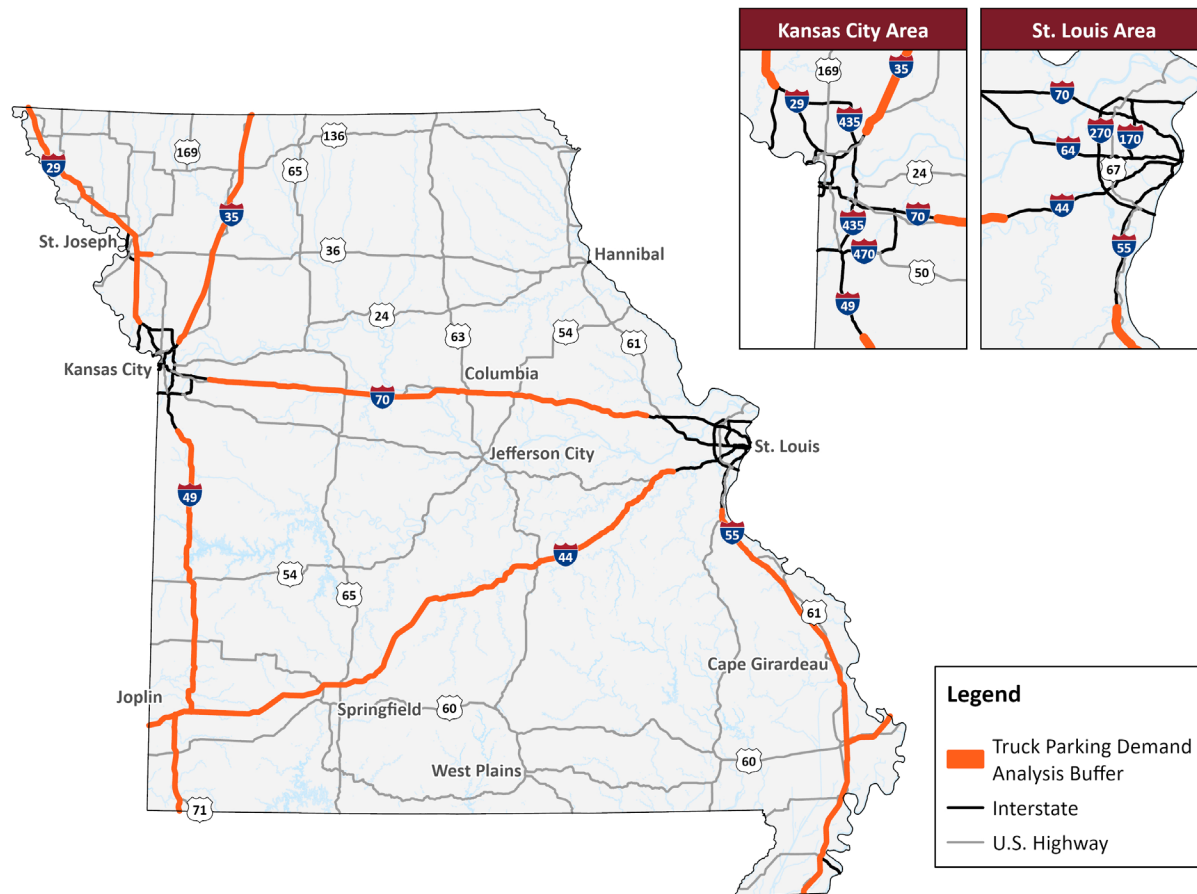 Kansas City Area
St. Louis Area
169
35
29
435
24
70
435
470
50
49
70
270
170
64
67
44
55
136
169
65
29
35
St. Joseph
36
Hannibal
24
63
54
61
Kansas City
Columbia
70
Jefferson City
St. Louis
49
55
44
54
65
61
Cape Girardeau
Joplin
Springfield
60
West Plains
60
71
Legend
Truck Parking Demand
Analysis Buffer
Interstate
U.S. Highway